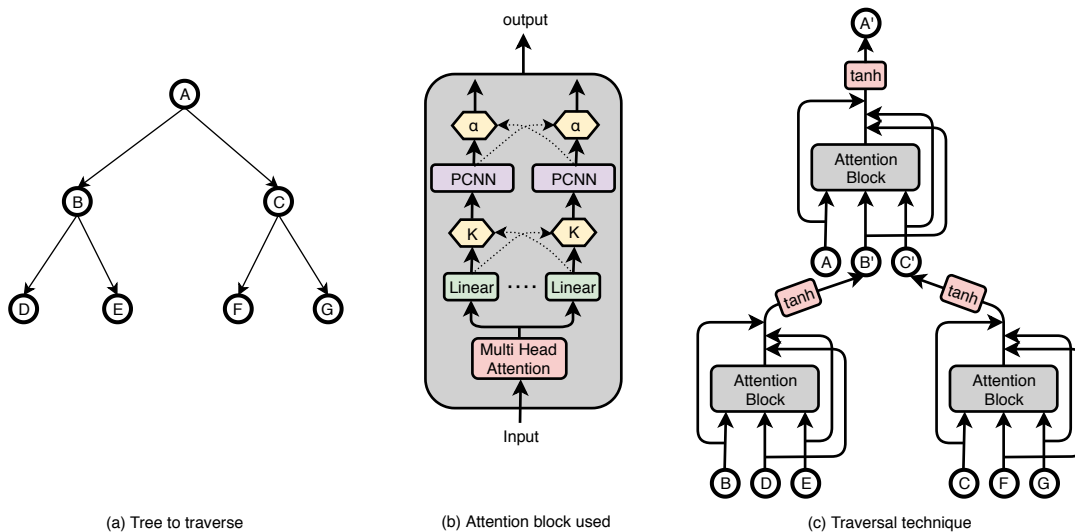 A
B
C
D
E
F
G
(a) Tree to traverse
output
α
α
PCNN
PCNN
K
K
Linear
....
Linear
Multi Head
Attention
Input
(b) Attention block used
A'
tanh
Attention
Block
A
B'
C'
tanh
tanh
Attention
Block
Attention
Block
B
D
E
C
F
G
(c) Traversal technique